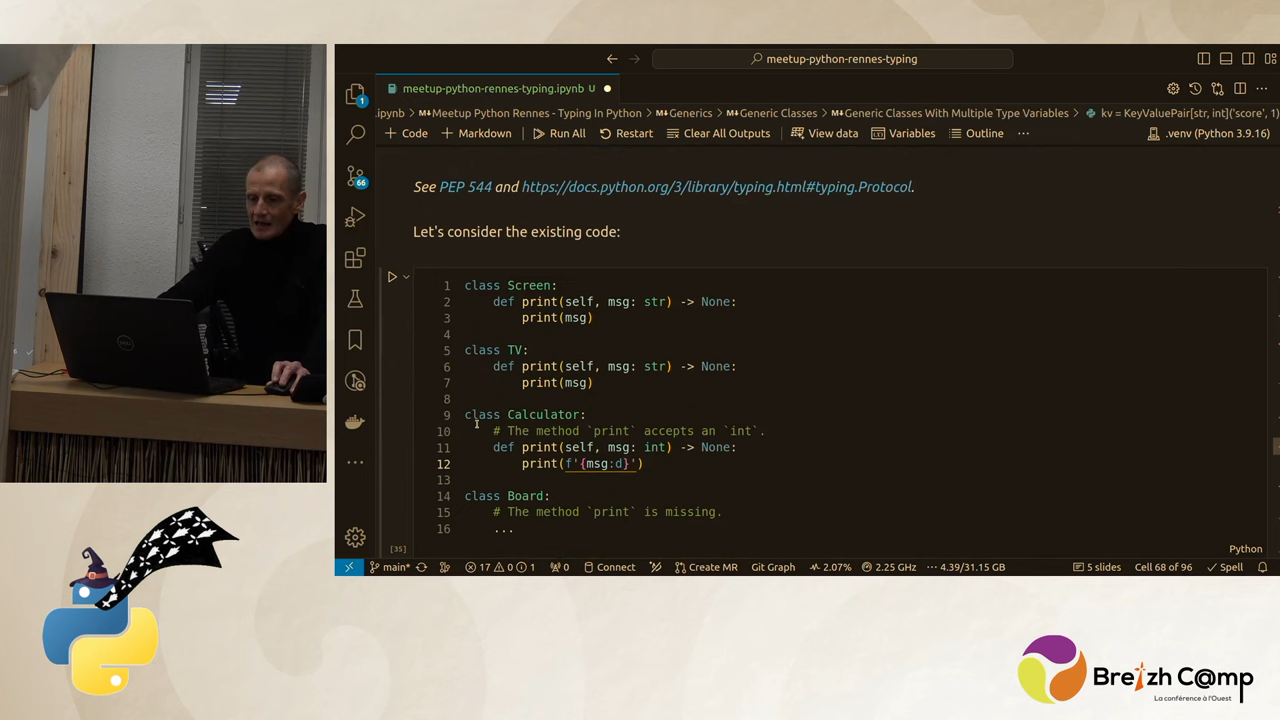 meetup-python-rennes-typing
meetup-python-rennes-typing.ipynb U
.ipynb > Meetup Python Rennes - Typing In Python > Generics > Generic Classes > Generic Classes With Multiple Type Variables > kv = KeyValuePair[str, int]('score', 1)
+ Code + Markdown Run All Restart Clear All Outputs View data Variables Outline ... .venv (Python 3.9.16)
See PEP 544 and https://docs.python.org/3/library/typing.html#typing.Protocol.
Let's consider the existing code:
1 class Screen:
2 def print(self, msg: str) -> None:
3 print(msg)
4
5 class TV:
6 def print(self, msg: str) -> None:
7 print(msg)
8
9 class Calculator:
10 # The method `print` accepts an `int`.
11 def print(self, msg: int) -> None:
12 print(f'{msg:d}')
13
14 class Board:
15 # The method `print` is missing.
16 ...
[35] Python
1
66
main* 17 0 1 0 Connect Create MR Git Graph 2.07% 2.25 GHz 4.39/31.15 GB 5 slides Cell 68 of 96 Spell
DELL
Breizh C@mp
La conférence à l'Ouest